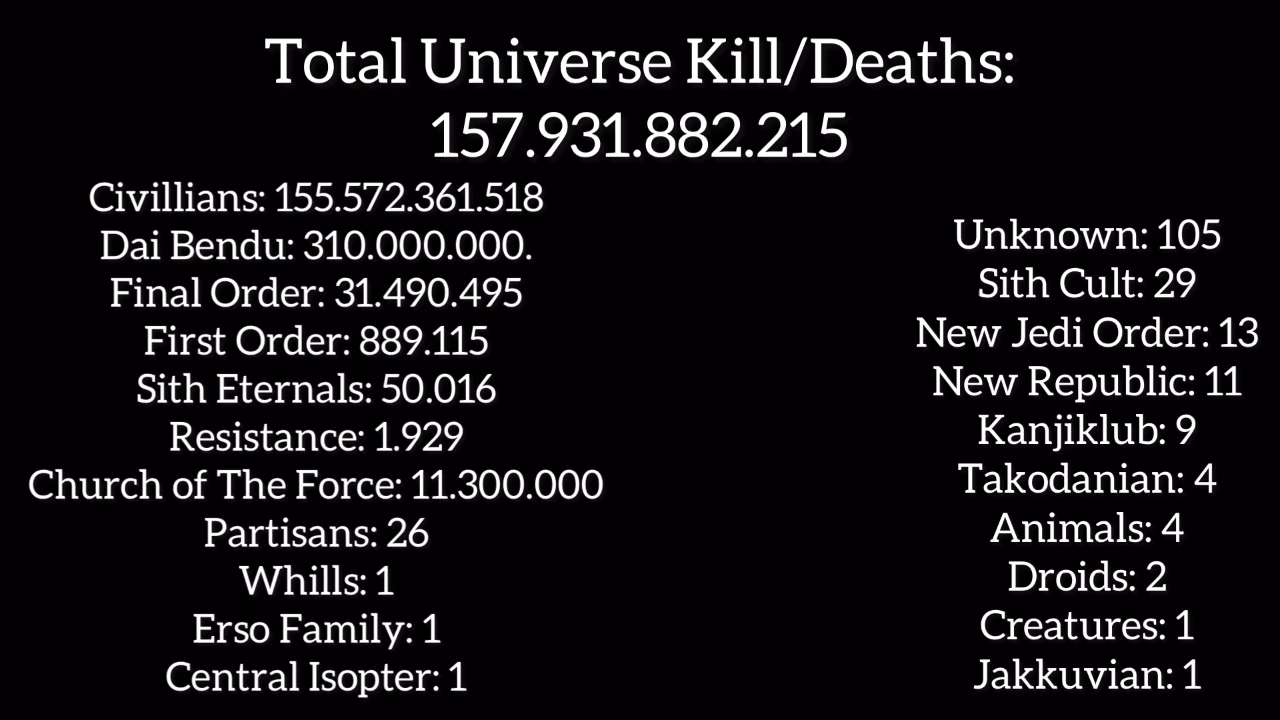 Total Universe Kill/Deaths:
157.931.882.215
Civillians: 155.572.361.518
Dai Bendu: 310.000.000.
Final Order: 31.490.495
First Order: 889.115
Sith Eternals: 50.016
Resistance: 1.929
Church of The Force: 11.300.000
Partisans: 26
Whills: 1
Erso Family: 1
Central Isopter: 1
Unknown: 105
Sith Cult: 29
New Jedi Order: 13
New Republic: 11
Kanjiklub: 9
Takodanian: 4
Animals: 4
Droids: 2
Creatures: 1
Jakkuvian: 1